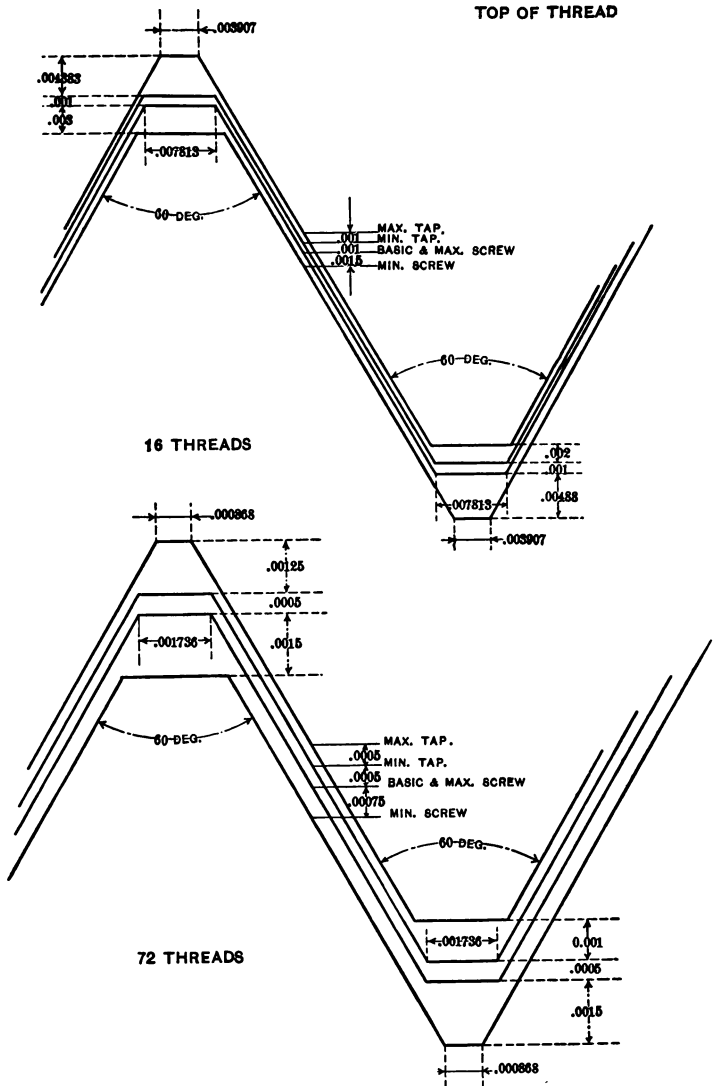 TOP OF THREAD
.003907
.004883
.001
.003
.007813
60 DEG.
MAX. TAP.
.001 MIN. TAP.
.001 BASIC & MAX. SCREW
.0015 MIN. SCREW
60 DEG.
16 THREADS
.002
.001
.007813
.00488
.003907
.000868
.00125
.0005
.0015
.001736
60 DEG.
MAX. TAP.
.0005 MIN. TAP.
.0005 BASIC & MAX. SCREW
.00075
MIN. SCREW
60 DEG.
.001736
0.001
72 THREADS
.0005
.0015
.000868